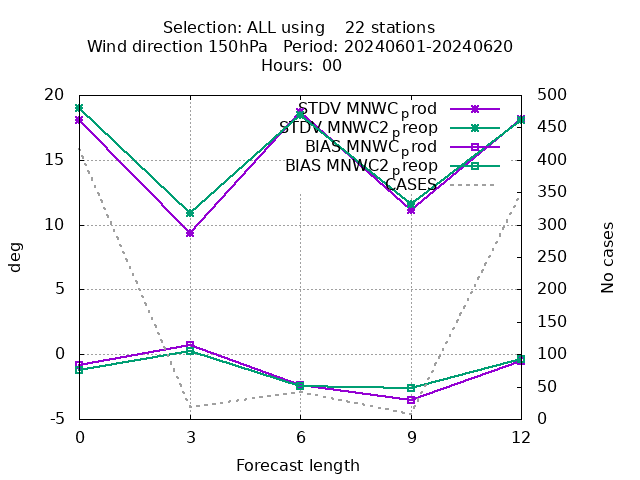 Selection: ALL using 22 stations
Wind direction 150hPa Period: 20240601-20240620
Hours: 00
STDV MNWC_prod
STDV MNWC2_preop
BIAS MNWC_prod
BIAS MNWC2_preop
CASES
20
15
10
5
0
-5
deg
500
450
400
350
300
250
200
150
100
50
0
No cases
0 3 6 9 12
Forecast length